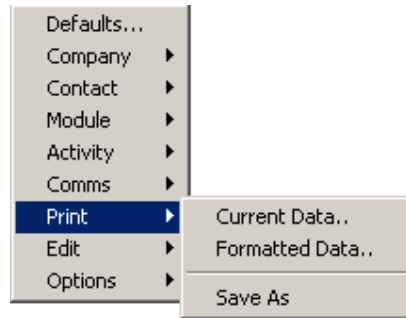 Defaults...
Company
Contact
Module
Activity
Comms
Print
Edit
Options
Current Data..
Formatted Data..
Save As